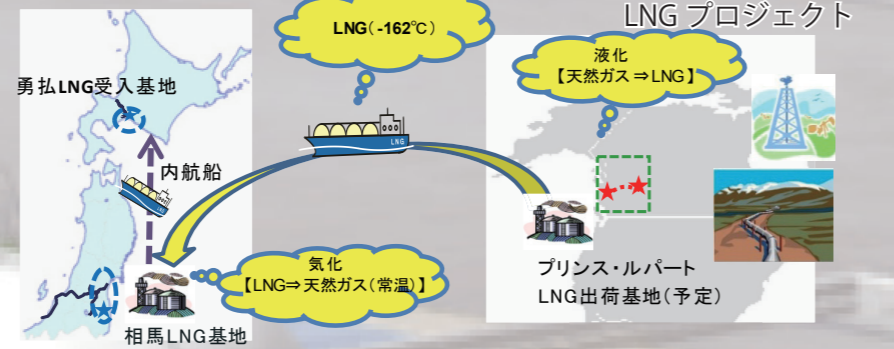 LNG プロジェクト
LNG(-162℃)
液化
【天然ガス⇒LNG】
勇払LNG受入基地
内航船
LNG
気化
【LNG⇒天然ガス(常温)】
プリンス・ルパート
LNG出荷基地(予定)
相馬LNG基地